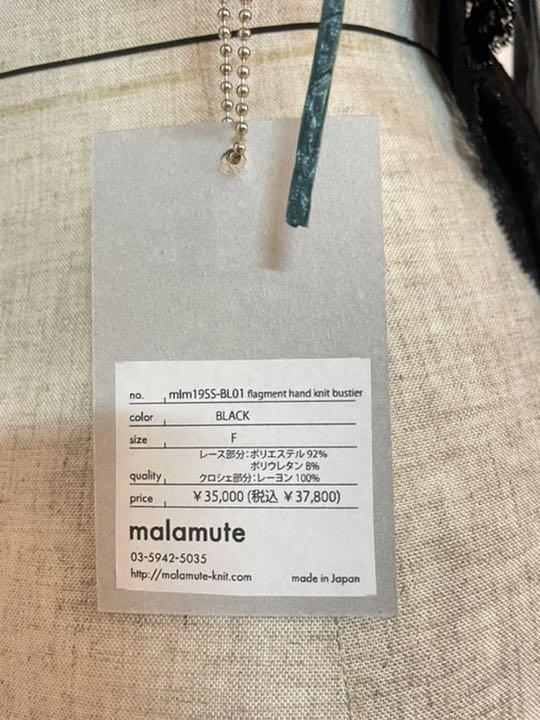 no. mlm19SS-BL01 flagment hand knit bustier
color BLACK
size F
レース部分:ポリエステル 92%
ポリウレタン 8%
quality クロシェ部分:レーヨン 100%
price ¥35,000 (税込 ¥37,800)
malamute
03-5942-5035
http://malamute-knit.com made in Japan